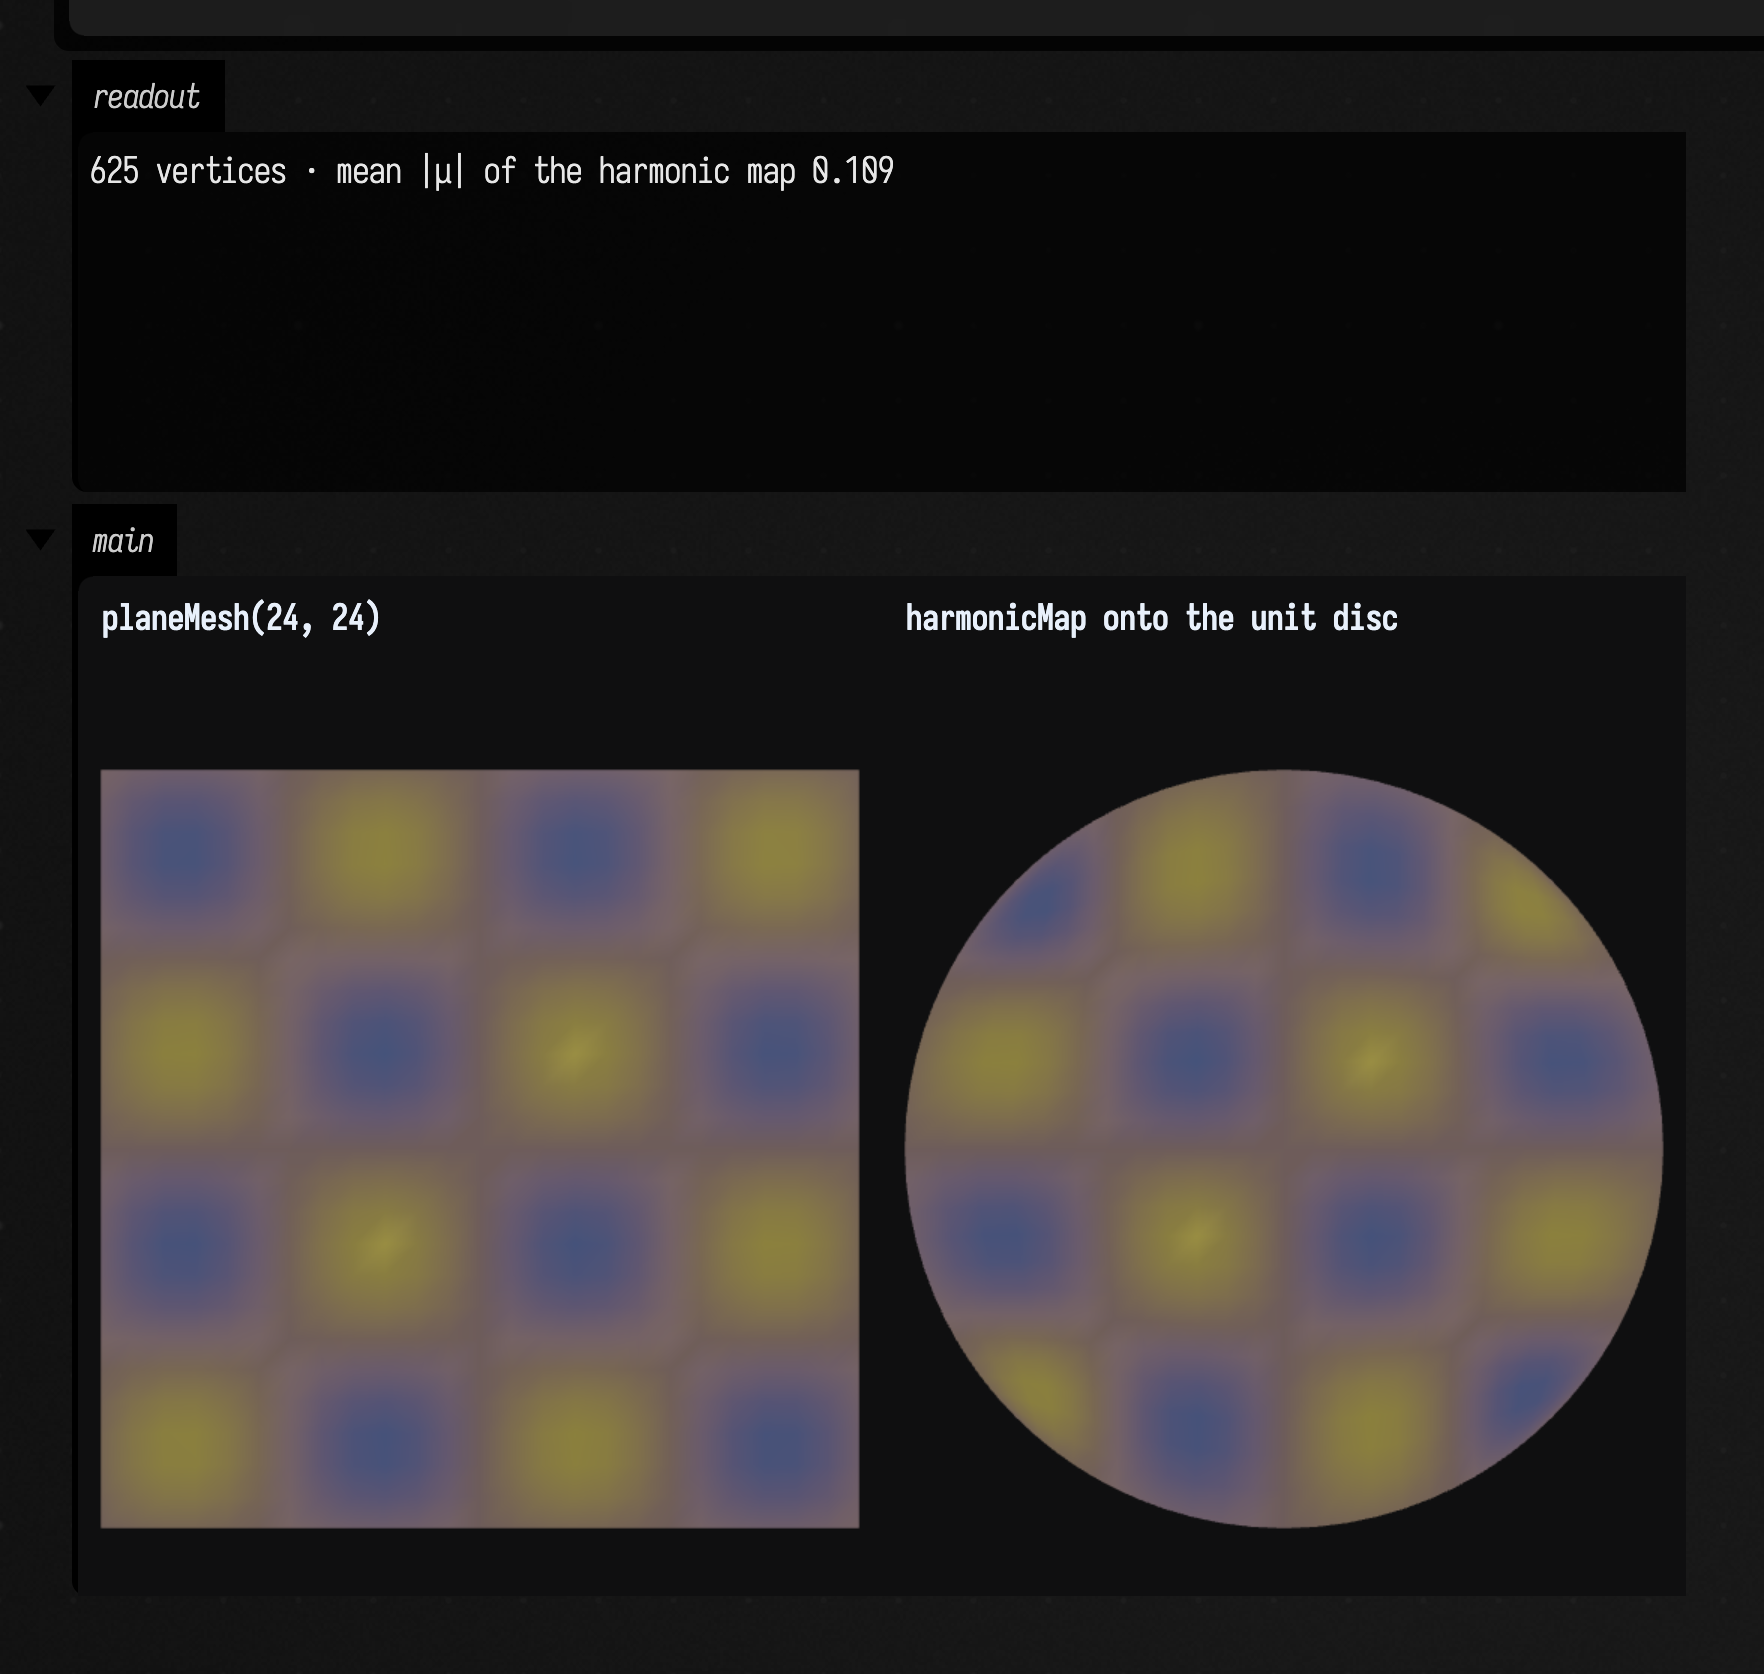 readout
625 vertices · mean |μ| of the harmonic map 0.109
main
planeMesh(24, 24)
harmonicMap onto the unit disc